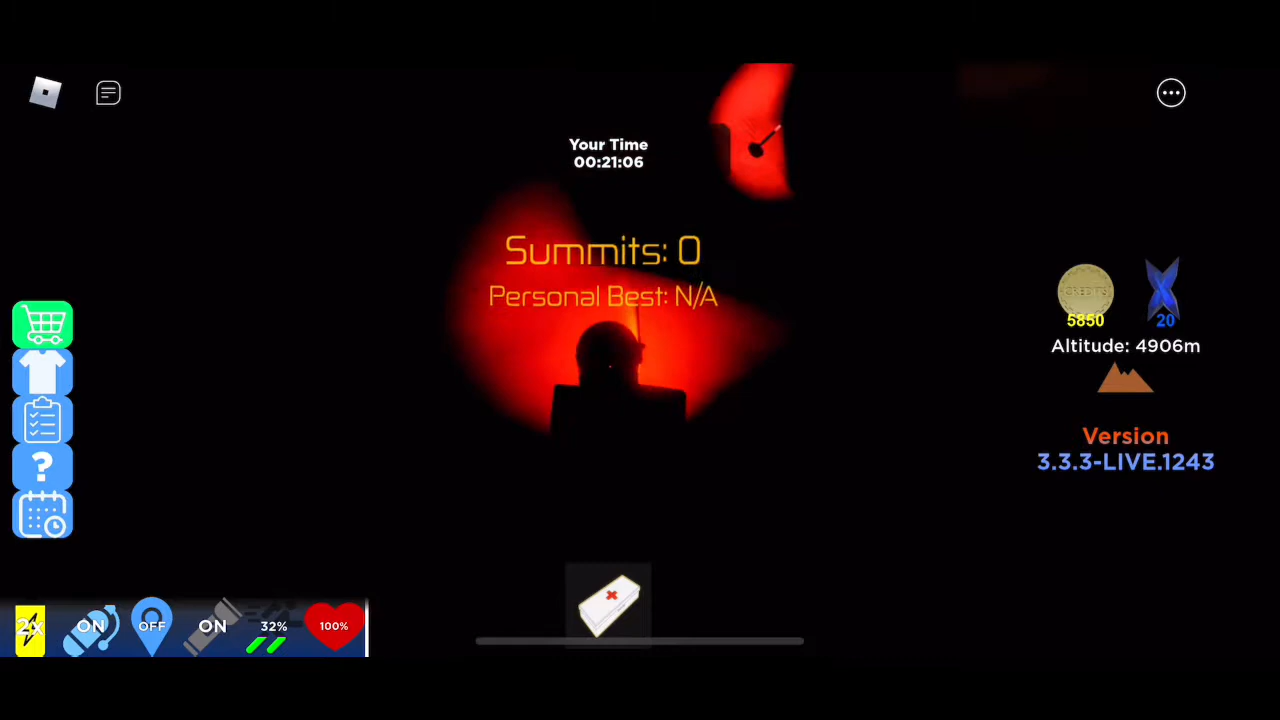 Your Time
00:21:06
Summits: 0
Personal Best: N/A
CREDITS
5850
20
Altitude: 4906m
Version
3.3.3-LIVE.1243
2x
ON
OFF
ON
32%
100%